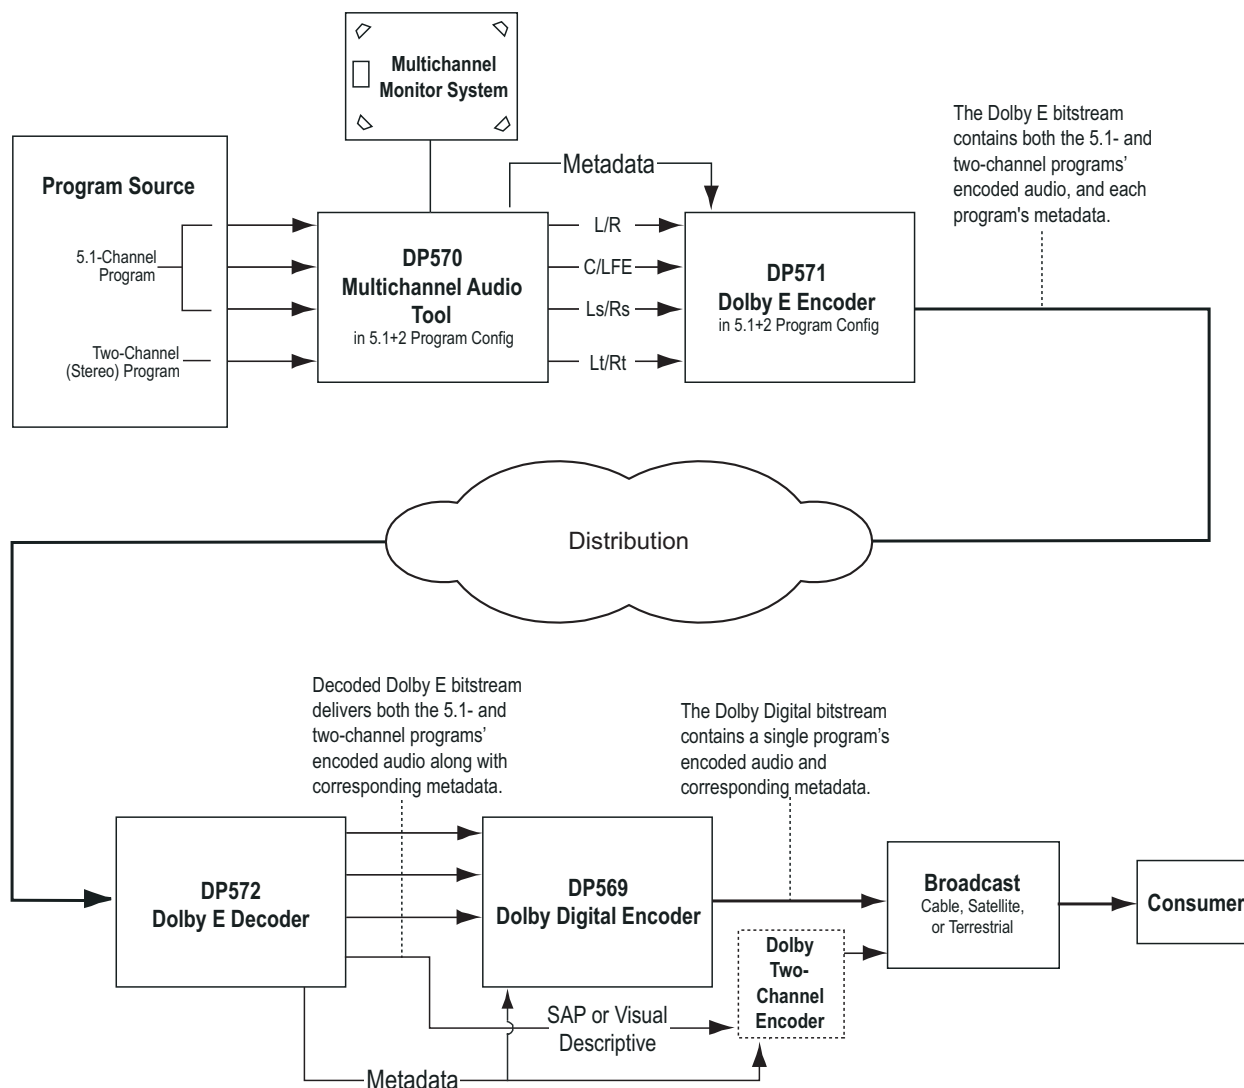 Multichannel
Monitor System
Program Source
5.1-Channel
Program
Two-Channel
(Stereo) Program
DP570
Multichannel Audio
Tool
in 5.1+2 Program Config
Metadata
L/R
C/LFE
Ls/Rs
Lt/Rt
DP571
Dolby E Encoder
in 5.1+2 Program Config
The Dolby E bitstream
contains both the 5.1- and
two-channel programs’
encoded audio, and each
program's metadata.
Distribution
Decoded Dolby E bitstream
delivers both the 5.1- and
two-channel programs’
encoded audio along with
corresponding metadata.
The Dolby Digital bitstream
contains a single program’s
encoded audio and
corresponding metadata.
DP572
Dolby E Decoder
DP569
Dolby Digital Encoder
Dolby
Two-
Channel
Encoder
Broadcast
Cable, Satellite,
or Terrestrial
Consumer
SAP or Visual
Descriptive
Metadata